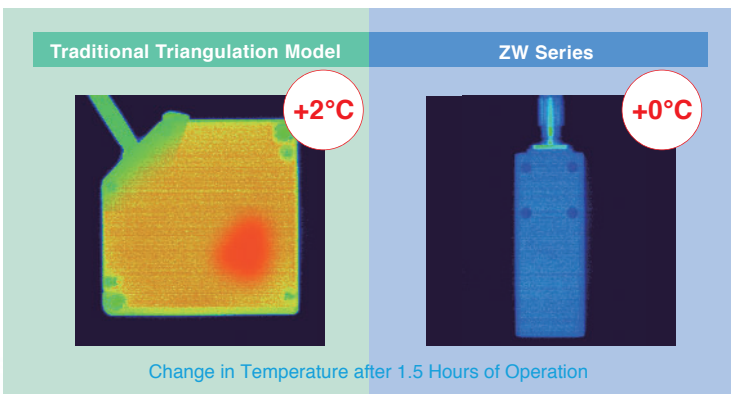 Traditional Triangulation Model
ZW Series
+2°C
+0°C
Change in Temperature after 1.5 Hours of Operation